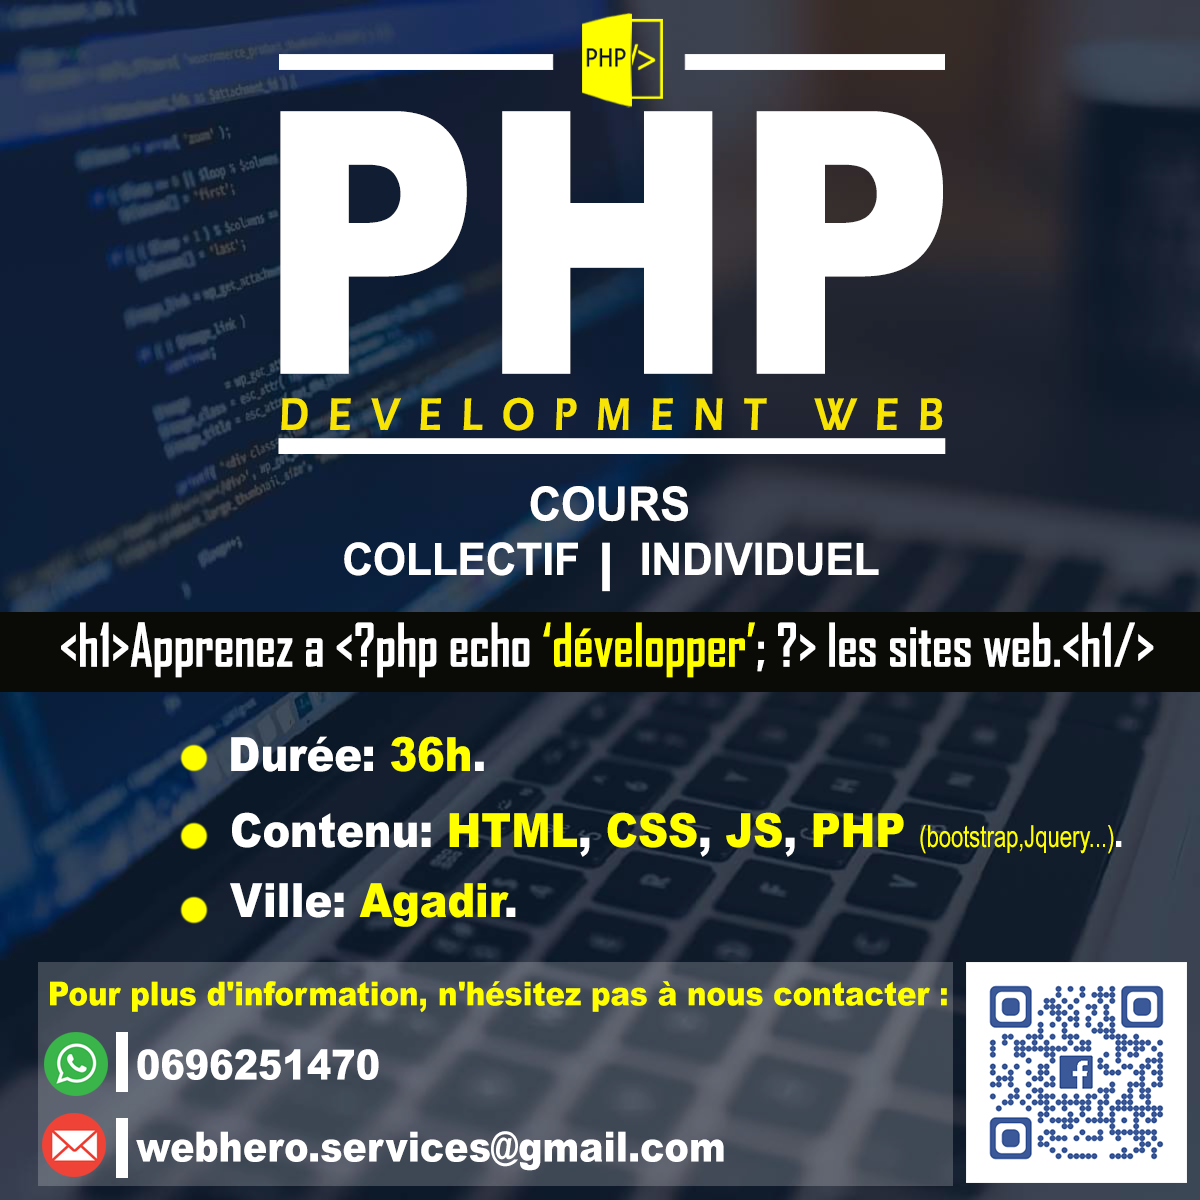 PHP
PHP
DEVELOPMENT WEB
COURS
COLLECTIF | INDIVIDUEL
<h1>Apprenez a <?php echo ‘développer’; ?> les sites web.<h1/>
Durée: 36h.
Contenu: HTML, CSS, JS, PHP (bootstrap,Jquery...).
Ville: Agadir.
Pour plus d'information, n'hésitez pas à nous contacter :
0696251470
webhero.services@gmail.com